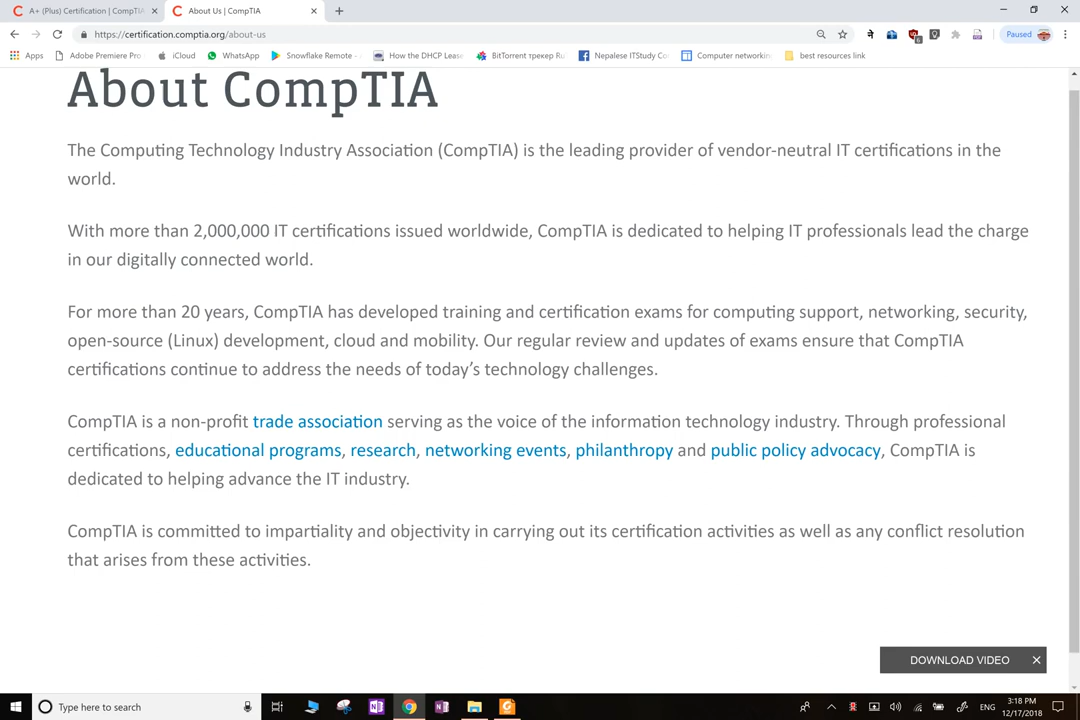 A+ (Plus) Certification | CompTIA
About Us | CompTIA
https://certification.comptia.org/about-us
Paused
Apps
Adobe Premiere Pro
iCloud
WhatsApp
Snowflake Remote -
How the DHCP Lease
BitTorrent трекер Ru
Nepalese ITStudy Co
Computer networkin
best resources link
About CompTIA
The Computing Technology Industry Association (CompTIA) is the leading provider of vendor-neutral IT certifications in the
world.
With more than 2,000,000 IT certifications issued worldwide, CompTIA is dedicated to helping IT professionals lead the charge
in our digitally connected world.
For more than 20 years, CompTIA has developed training and certification exams for computing support, networking, security,
open-source (Linux) development, cloud and mobility. Our regular review and updates of exams ensure that CompTIA
certifications continue to address the needs of today's technology challenges.
CompTIA is a non-profit trade association serving as the voice of the information technology industry. Through professional
certifications, educational programs, research, networking events, philanthropy and public policy advocacy, CompTIA is
dedicated to helping advance the IT industry.
CompTIA is committed to impartiality and objectivity in carrying out its certification activities as well as any conflict resolution
that arises from these activities.
DOWNLOAD VIDEO
Type here to search
ENG
3:18 PM
12/17/2018